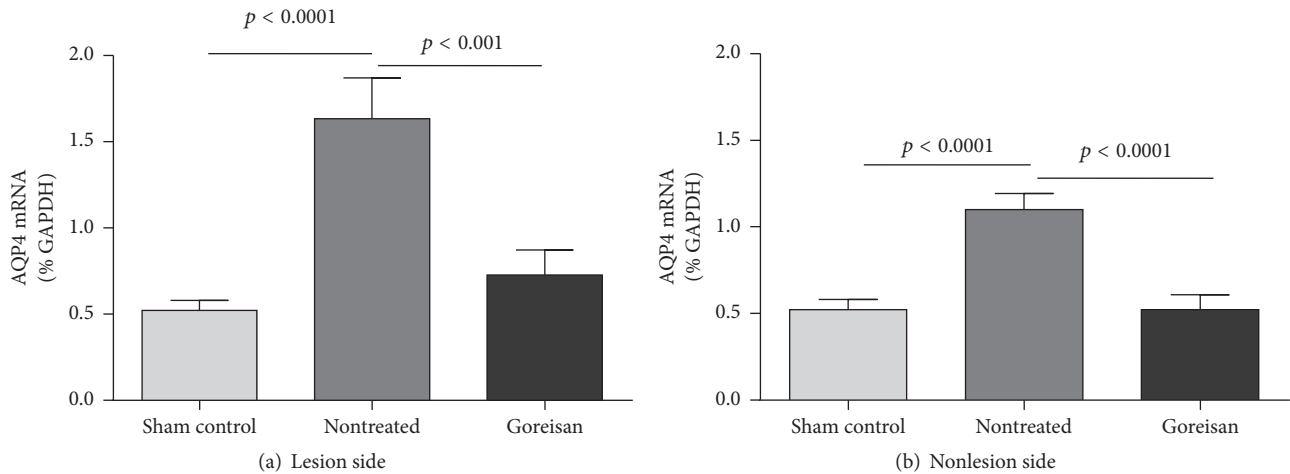 p < 0.0001
p < 0.001
2.0
1.5
1.0
0.5
0.0
AQP4 mRNA
(% GAPDH)
Sham control Nontreated Goreisan
(a) Lesion side
p < 0.0001 p < 0.0001
2.0
1.5
1.0
0.5
0.0
AQP4 mRNA
(% GAPDH)
Sham control Nontreated Goreisan
(b) Nonlesion side